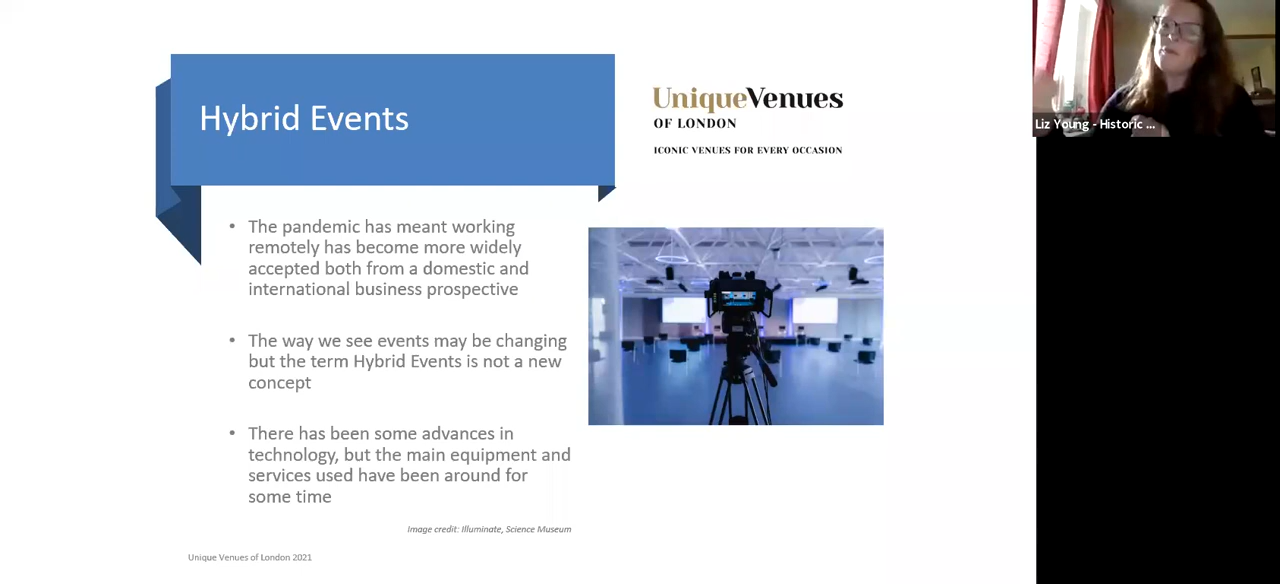 Hybrid Events
UniqueVenues
OF LONDON
ICONIC VENUES FOR EVERY OCCASION
• The pandemic has meant working
remotely has become more widely
accepted both from a domestic and
international business prospective
• The way we see events may be changing
but the term Hybrid Events is not a new
concept
• There has been some advances in
technology, but the main equipment and
services used have been around for
some time
Image credit: Illuminate, Science Museum
Unique Venues of London 2021
Liz Young - Historic ...